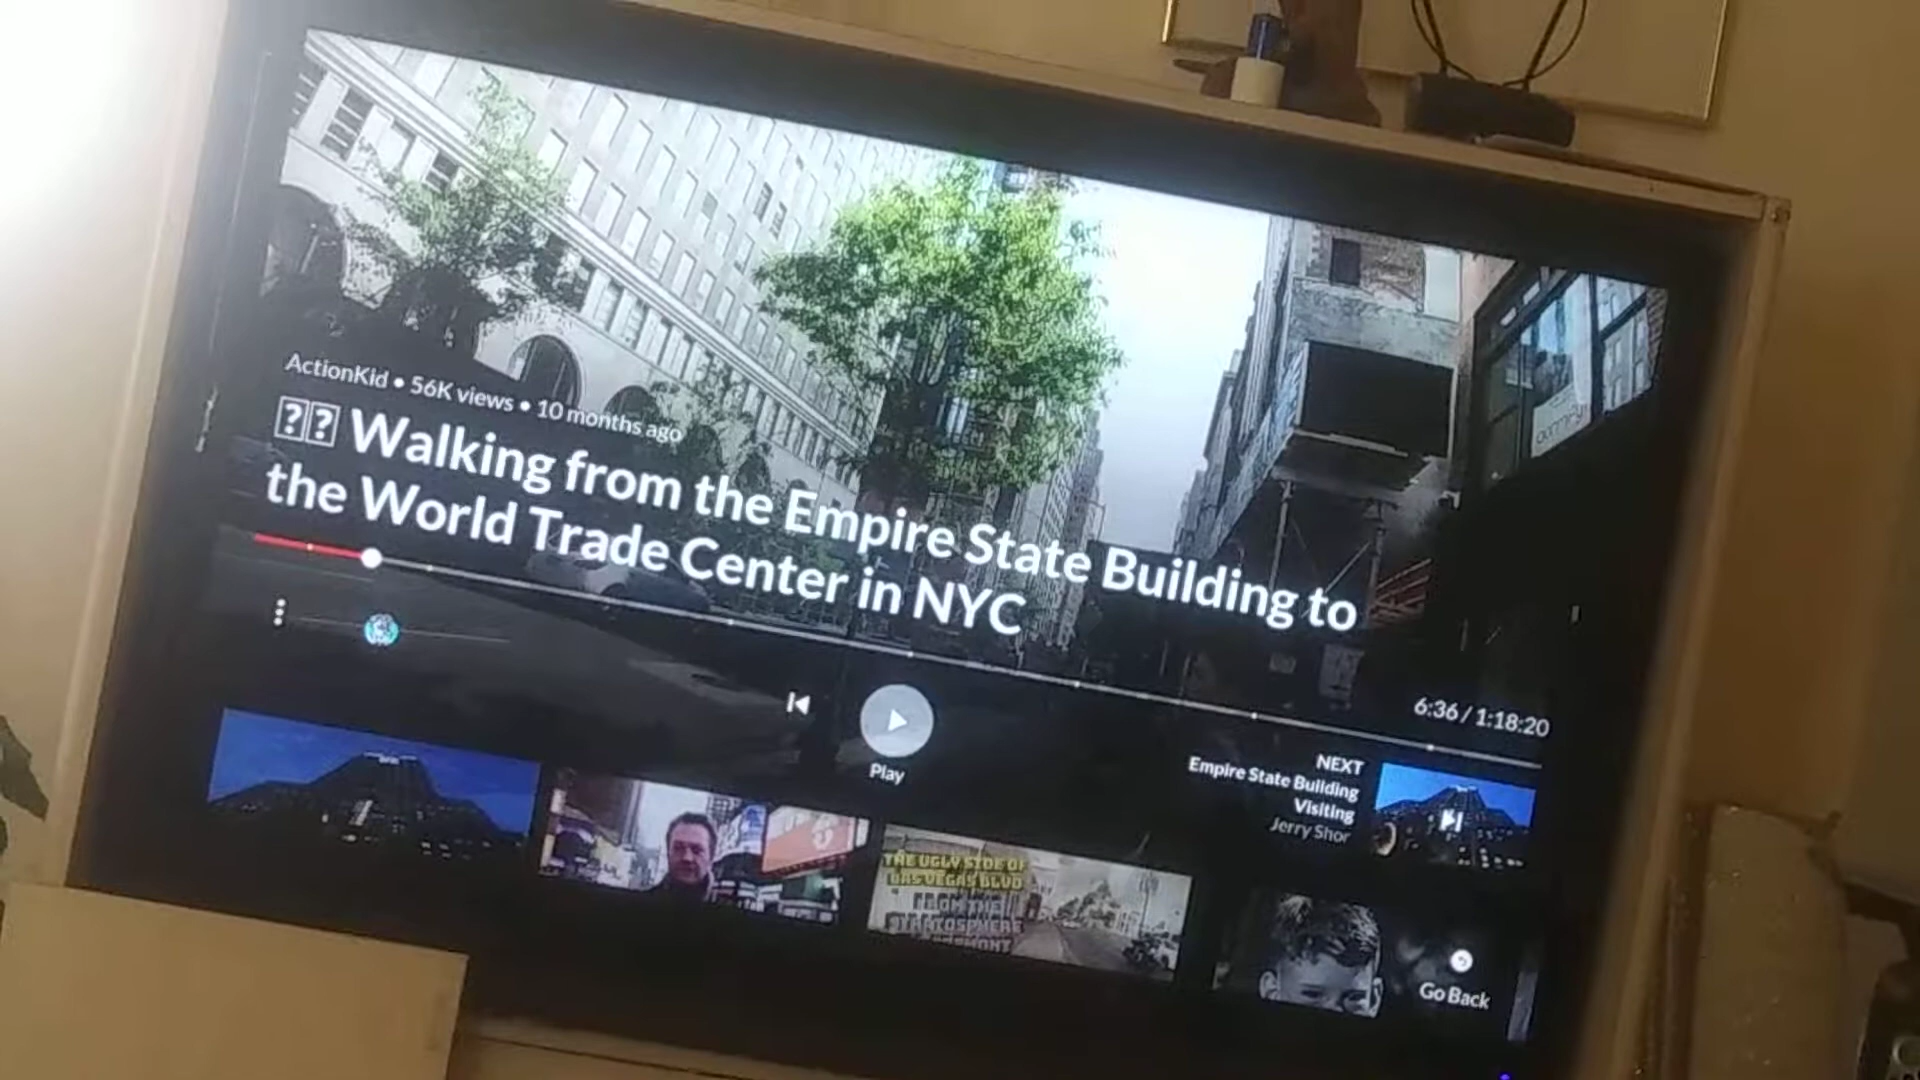 ActionKid • 56K views • 10 months ago
Walking from the Empire State Building to
the World Trade Center in NYC
6:36 / 1:18:20
Play
NEXT
Empire State Building
Visiting
Jerry Shor
THE UGLY SIDE OF
LAS VEGAS BLVD
FROM THE
STRATOSPHERE
Go Back